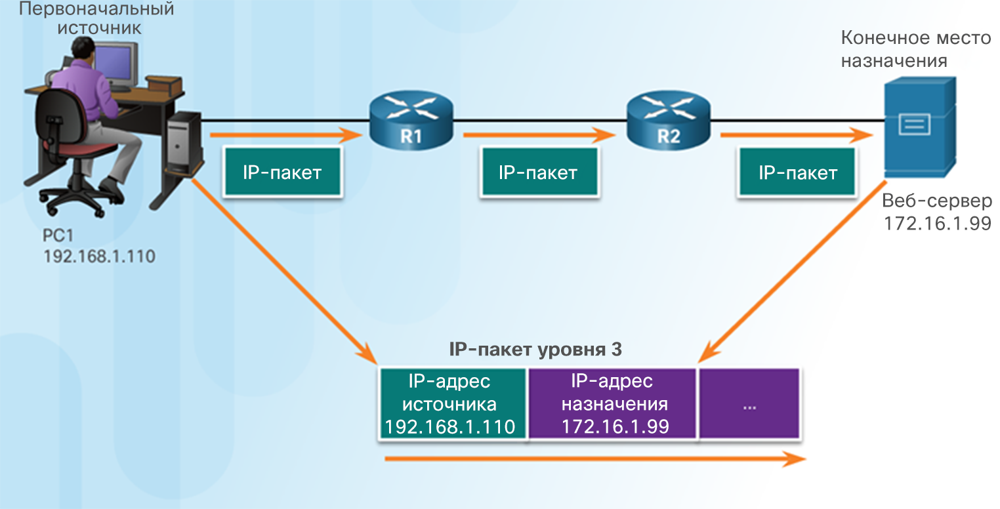 Первоначальный
источник
Конечное место
назначения
R1
R2
IP-пакет
IP-пакет
IP-пакет
Веб-сервер
172.16.1.99
PC1
192.168.1.110
IP-пакет уровня 3
IP-адрес
источника
192.168.1.110
IP-адрес
назначения
172.16.1.99
...